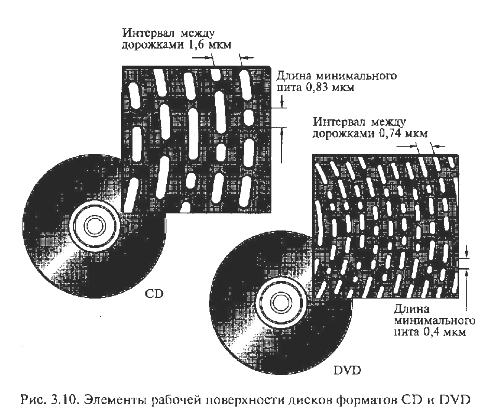 Интервал между
дорожками 1,6 мкм
Длина минимального
пита 0,83 мкм
Интервал между
дорожками 0,74 мкм
CD
Длина
минимального
пита 0,4 мкм
DVD
Рис. 3.10. Элементы рабочей поверхности дисков форматов CD и DVD